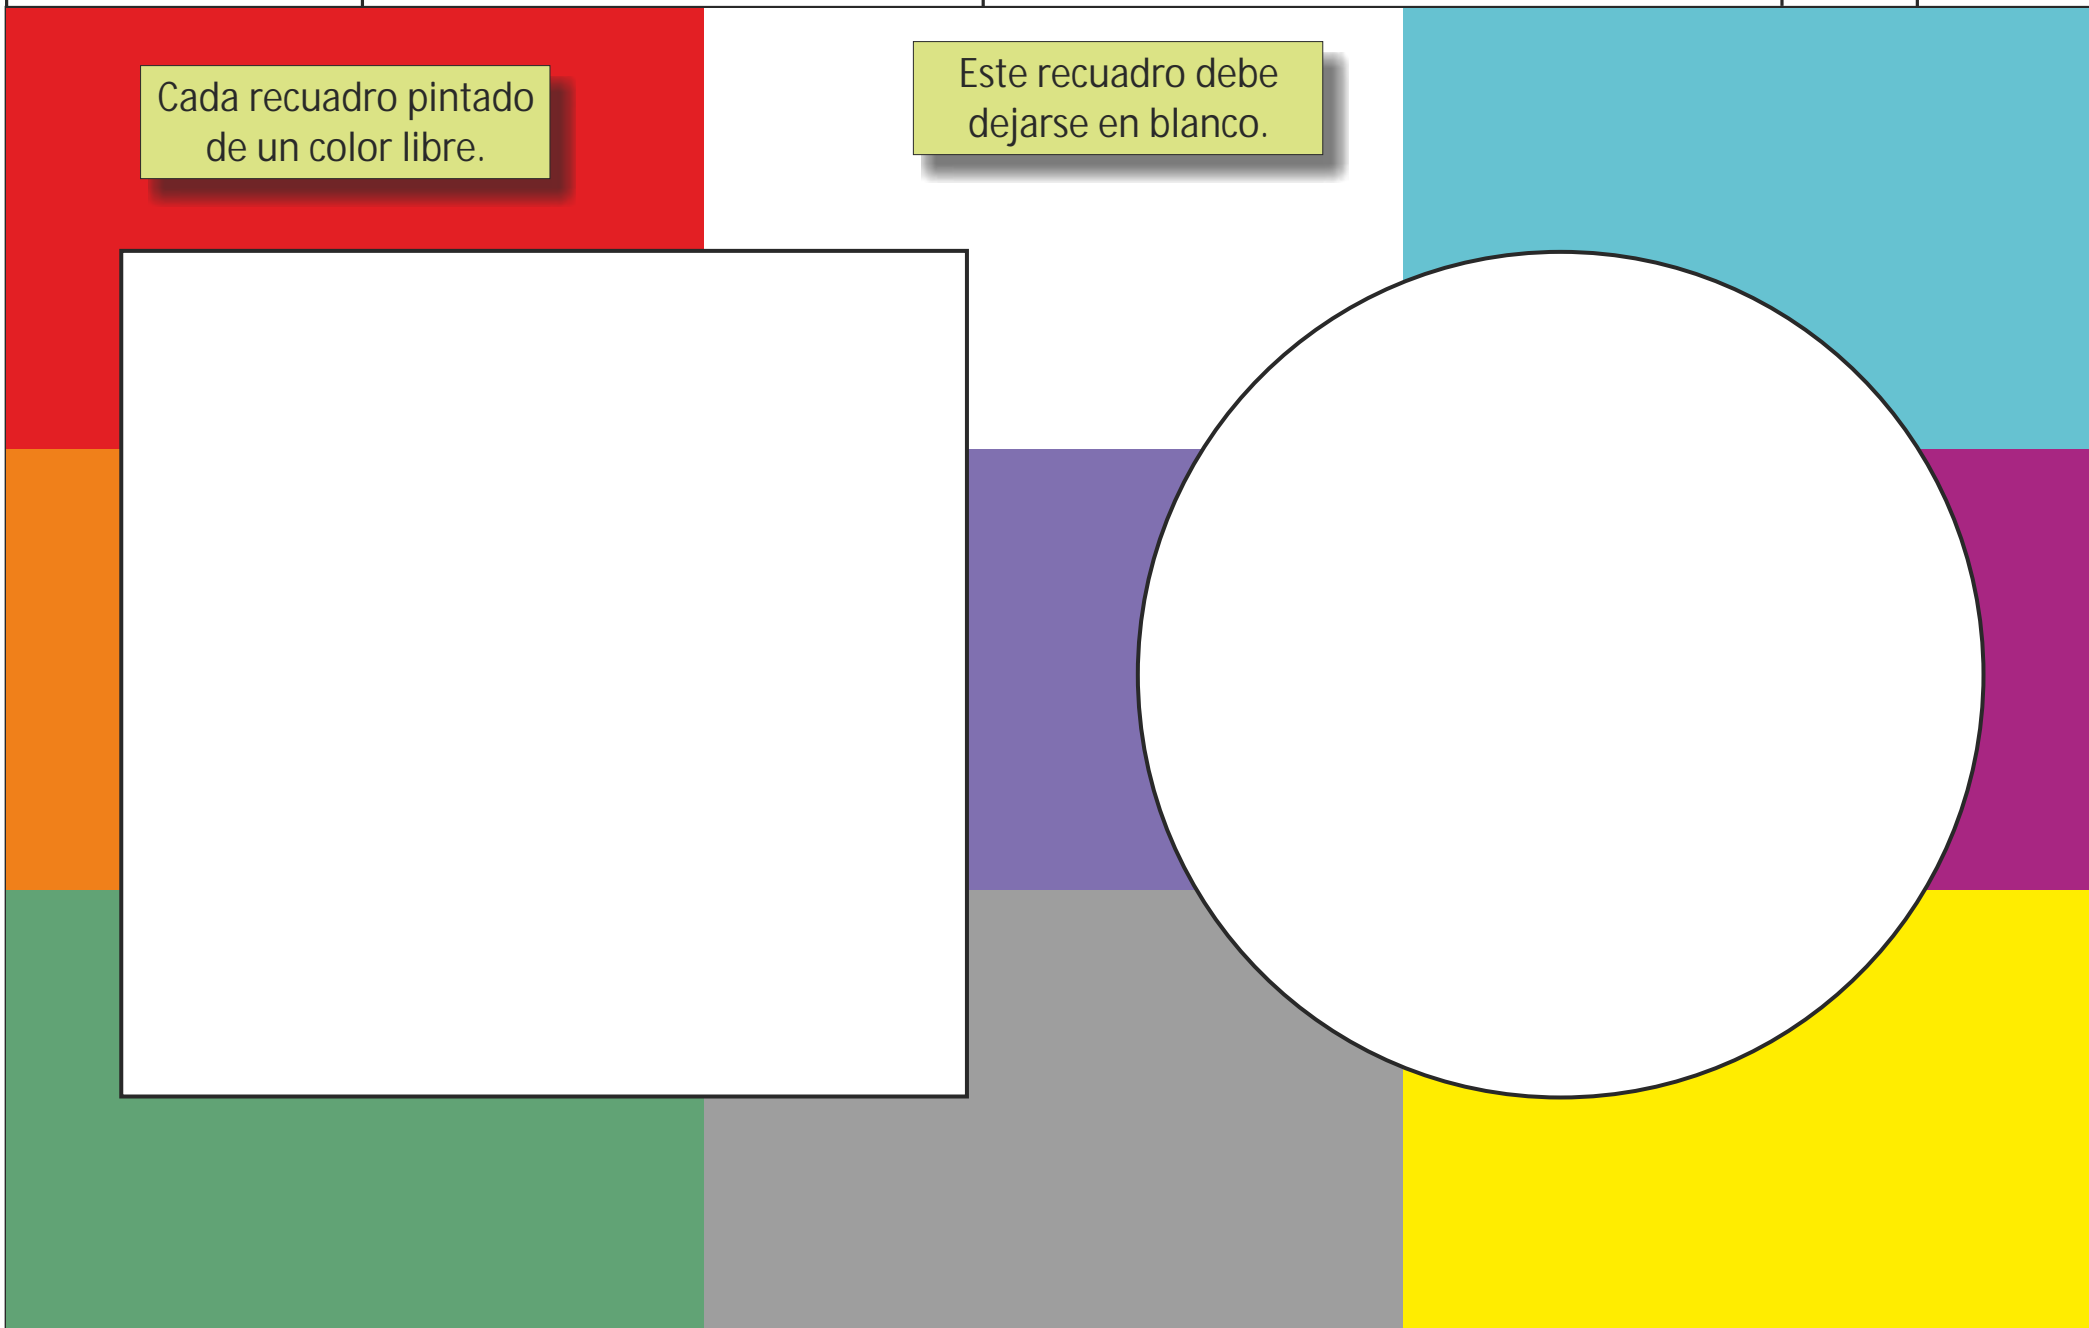 Cada recuadro pintado
de un color libre.
Este recuadro debe
dejarse en blanco.